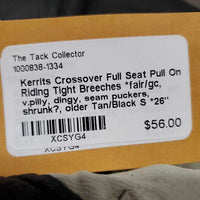 The Tack Collector
1000838-1334
Kerrits Crossover Full Seat Pull On
Riding Tight Breeches *fair/gc,
v.pilly, dingy, seam puckers,
shrunk?, older Tan/Black S *26"
$56.00
XCSYG4
XCSYG4